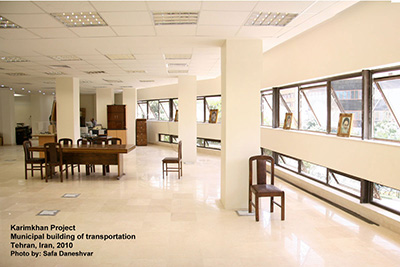 Karimkhan Project
Municipal building of transportation
Tehran, Iran, 2010
Photo by: Safa Daneshvar